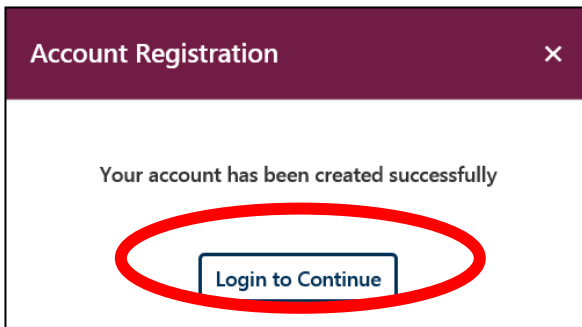 Account Registration ×
Your account has been created successfully
Login to Continue